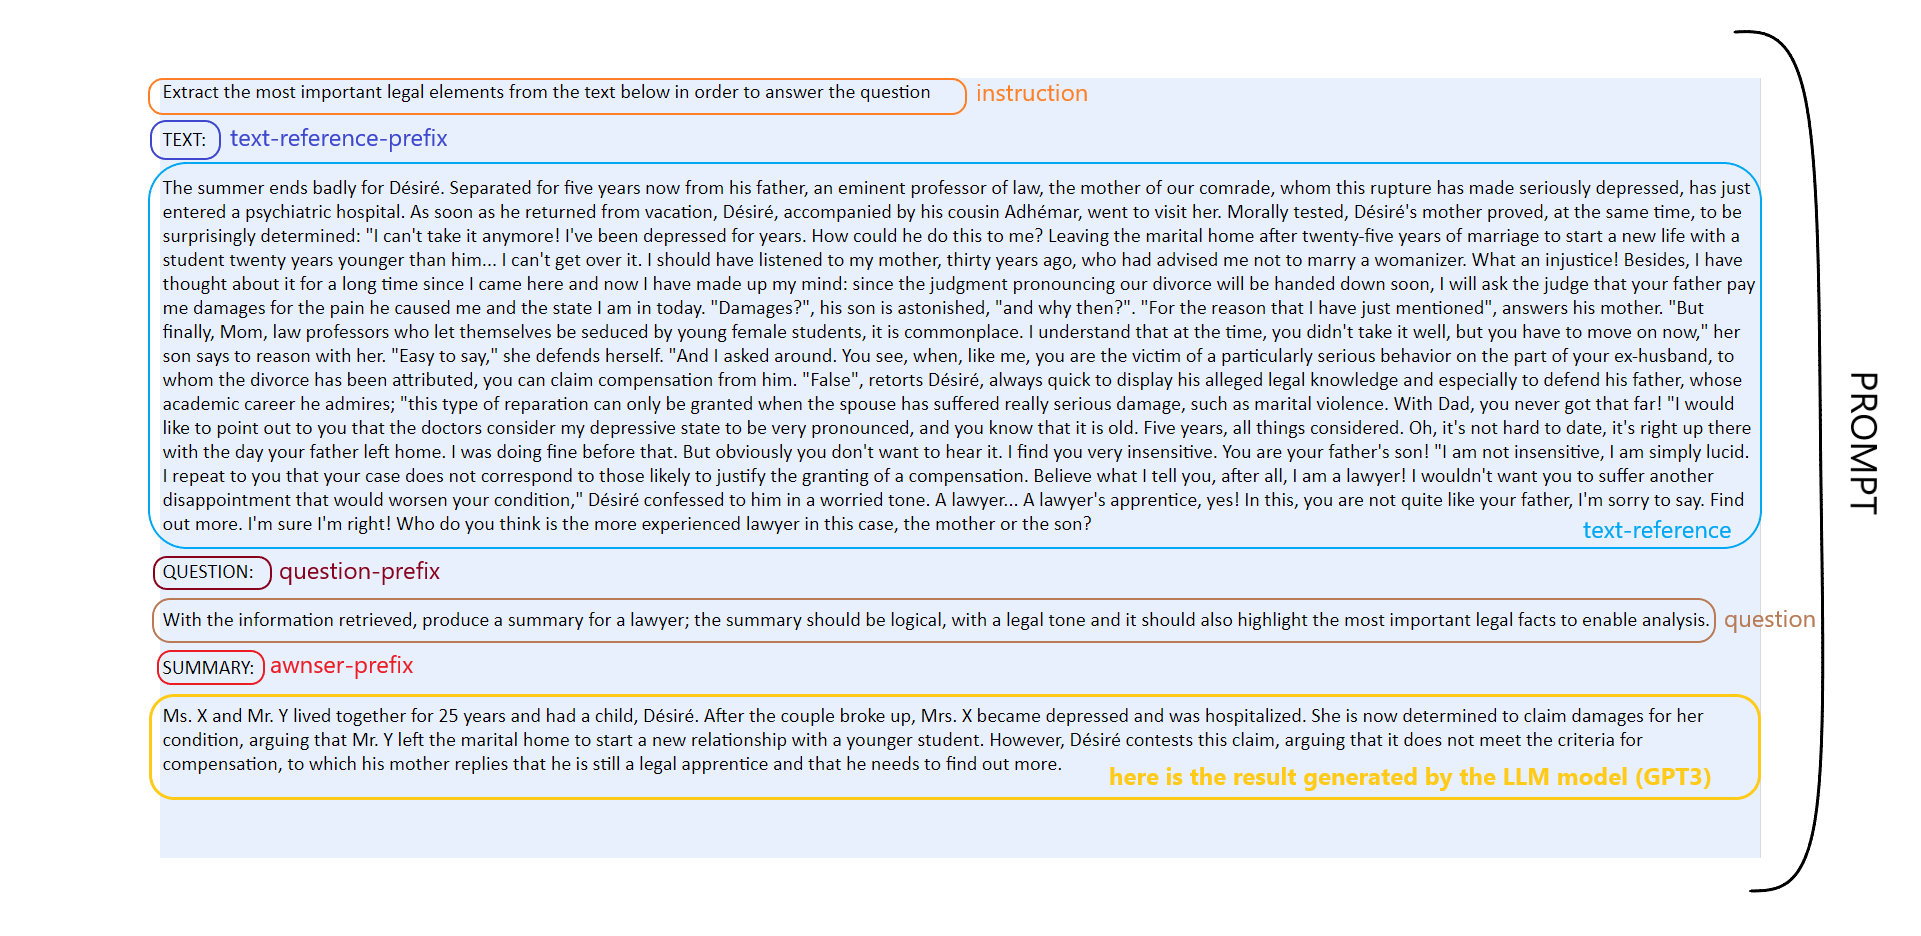 Extract the most important legal elements from the text below in order to answer the question
instruction
TEXT:
text-reference-prefix
The summer ends badly for Désiré. Separated for five years now from his father, an eminent professor of law, the mother of our comrade, whom this rupture has made seriously depressed, has just
entered a psychiatric hospital. As soon as he returned from vacation, Désiré, accompanied by his cousin Adhémar, went to visit her. Morally tested, Désiré's mother proved, at the same time, to be
surprisingly determined: "I can't take it anymore! I've been depressed for years. How could he do this to me? Leaving the marital home after twenty-five years of marriage to start a new life with a
student twenty years younger than him... I can't get over it. I should have listened to my mother, thirty years ago, who had advised me not to marry a womanizer. What an injustice! Besides, I have
thought about it for a long time since I came here and now I have made up my mind: since the judgment pronouncing our divorce will be handed down soon, I will ask the judge that your father pay
me damages for the pain he caused me and the state I am in today. "Damages?", his son is astonished, "and why then?". "For the reason that I have just mentioned", answers his mother. "But
finally, Mom, law professors who let themselves be seduced by young female students, it is commonplace. I understand that at the time, you didn't take it well, but you have to move on now," her
son says to reason with her. "Easy to say," she defends herself. "And I asked around. You see, when, like me, you are the victim of a particularly serious behavior on the part of your ex-husband, to
whom the divorce has been attributed, you can claim compensation from him. "False", retorts Désiré, always quick to display his alleged legal knowledge and especially to defend his father, whose
academic career he admires; "this type of reparation can only be granted when the spouse has suffered really serious damage, such as marital violence. With Dad, you never got that far! "I would
like to point out to you that the doctors consider my depressive state to be very pronounced, and you know that it is old. Five years, all things considered. Oh, it's not hard to date, it's right up there
with the day your father left home. I was doing fine before that. But obviously you don't want to hear it. I find you very insensitive. You are your father's son! "I am not insensitive, I am simply lucid.
I repeat to you that your case does not correspond to those likely to justify the granting of a compensation. Believe what I tell you, after all, I am a lawyer! I wouldn't want you to suffer another
disappointment that would worsen your condition," Désiré confessed to him in a worried tone. A lawyer... A lawyer's apprentice, yes! In this, you are not quite like your father, I'm sorry to say. Find
out more. I'm sure I'm right! Who do you think is the more experienced lawyer in this case, the mother or the son?
text-reference
QUESTION:
question-prefix
With the information retrieved, produce a summary for a lawyer; the summary should be logical, with a legal tone and it should also highlight the most important legal facts to enable analysis.
question
SUMMARY:
awnser-prefix
Ms. X and Mr. Y lived together for 25 years and had a child, Désiré. After the couple broke up, Mrs. X became depressed and was hospitalized. She is now determined to claim damages for her
condition, arguing that Mr. Y left the marital home to start a new relationship with a younger student. However, Désiré contests this claim, arguing that it does not meet the criteria for
compensation, to which his mother replies that he is still a legal apprentice and that he needs to find out more.
here is the result generated by the LLM model (GPT3)
PROMPT